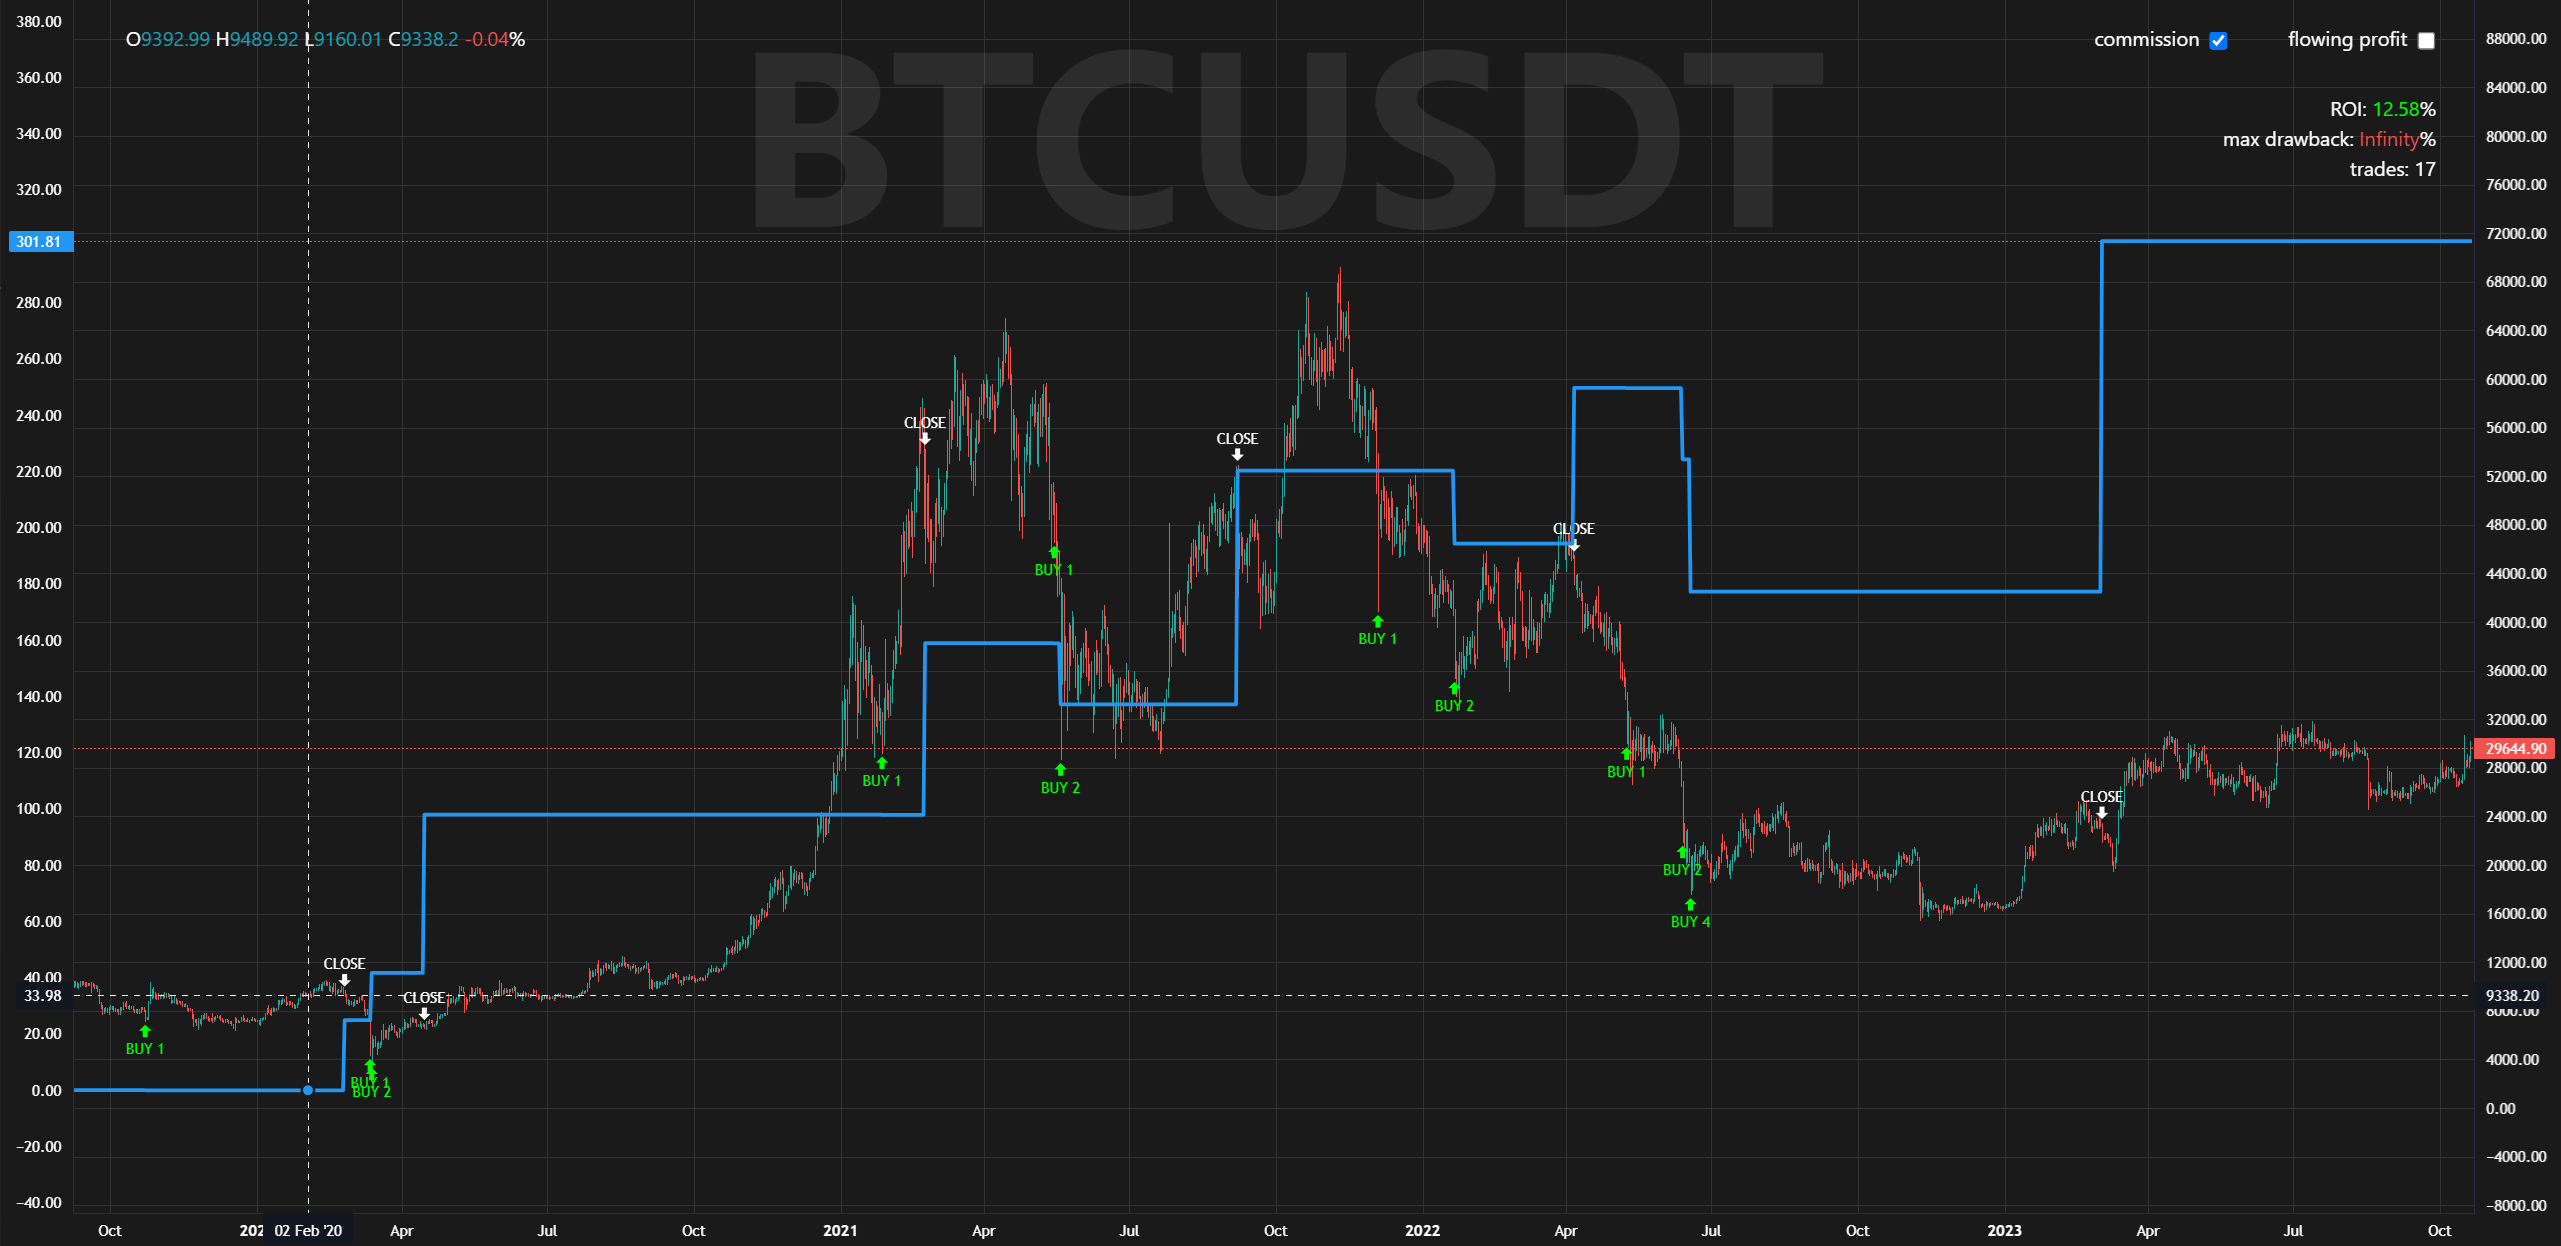 BTCUSDT
O9392.99 H9489.92 L9160.01 C9338.2 -0.04%
commission
flowing profit
ROI: 12.58%
max drawback: Infinity%
trades: 17
380.00
360.00
340.00
320.00
301.81
280.00
260.00
240.00
220.00
200.00
180.00
160.00
140.00
120.00
100.00
80.00
60.00
40.00
33.98
20.00
0.00
−20.00
−40.00
CLOSE
CLOSE
CLOSE
CLOSE
CLOSE
CLOSE
BUY 1
BUY 1
BUY 2
BUY 1
BUY 1
BUY 2
BUY 1
BUY 2
BUY 1
BUY 2
BUY 4
88000.00
84000.00
80000.00
76000.00
72000.00
68000.00
64000.00
60000.00
56000.00
52000.00
48000.00
44000.00
40000.00
36000.00
32000.00
29644.90
28000.00
24000.00
20000.00
16000.00
12000.00
9338.20
8000.00
4000.00
0.00
−4000.00
−8000.00
Oct 202 02 Feb '20 Apr Jul Oct 2021 Apr Jul Oct 2022 Apr Jul Oct 2023 Apr Jul Oct